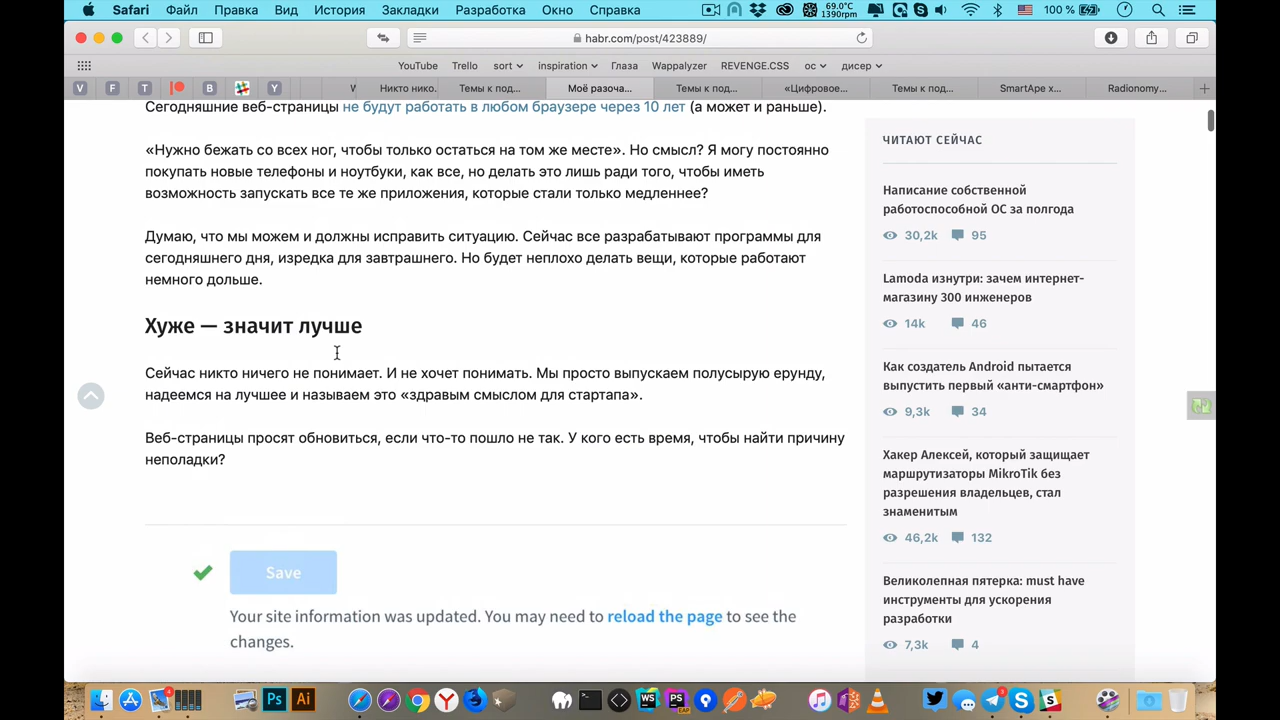 Safari Файл Правка Вид История Закладки Разработка Окно Справка
69.0°C
1390rpm
100 %
habr.com/post/423889/
YouTube Trello sort inspiration Глаза Wappalyzer REVENGE.CSS ос дисер
V F T B Y Никто нико. Темы к под... Моё разоча... Темы к под... «Цифровое... Темы к под... SmartApe х... Radionomy...
Сегодняшние веб-страницы не будут работать в любом браузере через 10 лет (а может и раньше).
«Нужно бежать со всех ног, чтобы только остаться на том же месте». Но смысл? Я могу постоянно
покупать новые телефоны и ноутбуки, как все, но делать это лишь ради того, чтобы иметь
возможность запускать все те же приложения, которые стали только медленнее?
Думаю, что мы можем и должны исправить ситуацию. Сейчас все разрабатывают программы для
сегодняшнего дня, изредка для завтрашнего. Но будет неплохо делать вещи, которые работают
немного дольше.
Хуже — значит лучше
Сейчас никто ничего не понимает. И не хочет понимать. Мы просто выпускаем полусырую ерунду,
надеемся на лучшее и называем это «здравым смыслом для стартапа».
Веб-страницы просят обновиться, если что-то пошло не так. У кого есть время, чтобы найти причину
неполадки?
Save
Your site information was updated. You may need to reload the page to see the
changes.
ЧИТАЮТ СЕЙЧАС
Написание собственной
работоспособной ОС за полгода
30,2k 95
Lamoda изнутри: зачем интернет-
магазину 300 инженеров
14k 46
Как создатель Android пытается
выпустить первый «анти-смартфон»
9,3k 34
Хакер Алексей, который защищает
маршрутизаторы MikroTik без
разрешения владельцев, стал
знаменитым
46,2k 132
Великолепная пятерка: must have
инструменты для ускорения
разработки
7,3k 4
Ps Ai WS PS